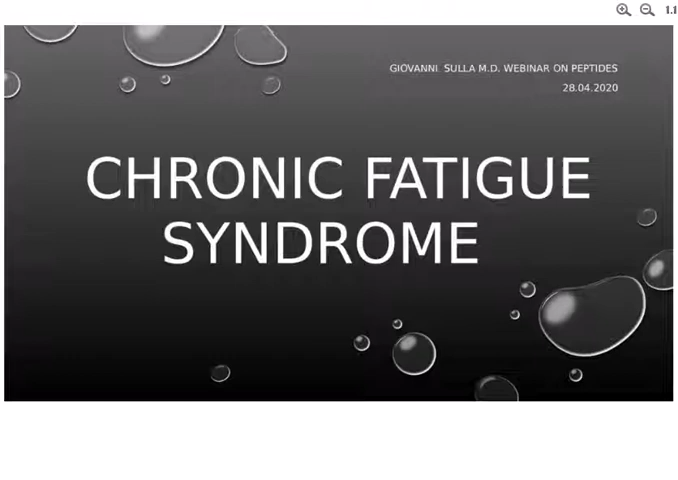 1.1
GIOVANNI SULLA M.D. WEBINAR ON PEPTIDES
28.04.2020
CHRONIC FATIGUE
SYNDROME